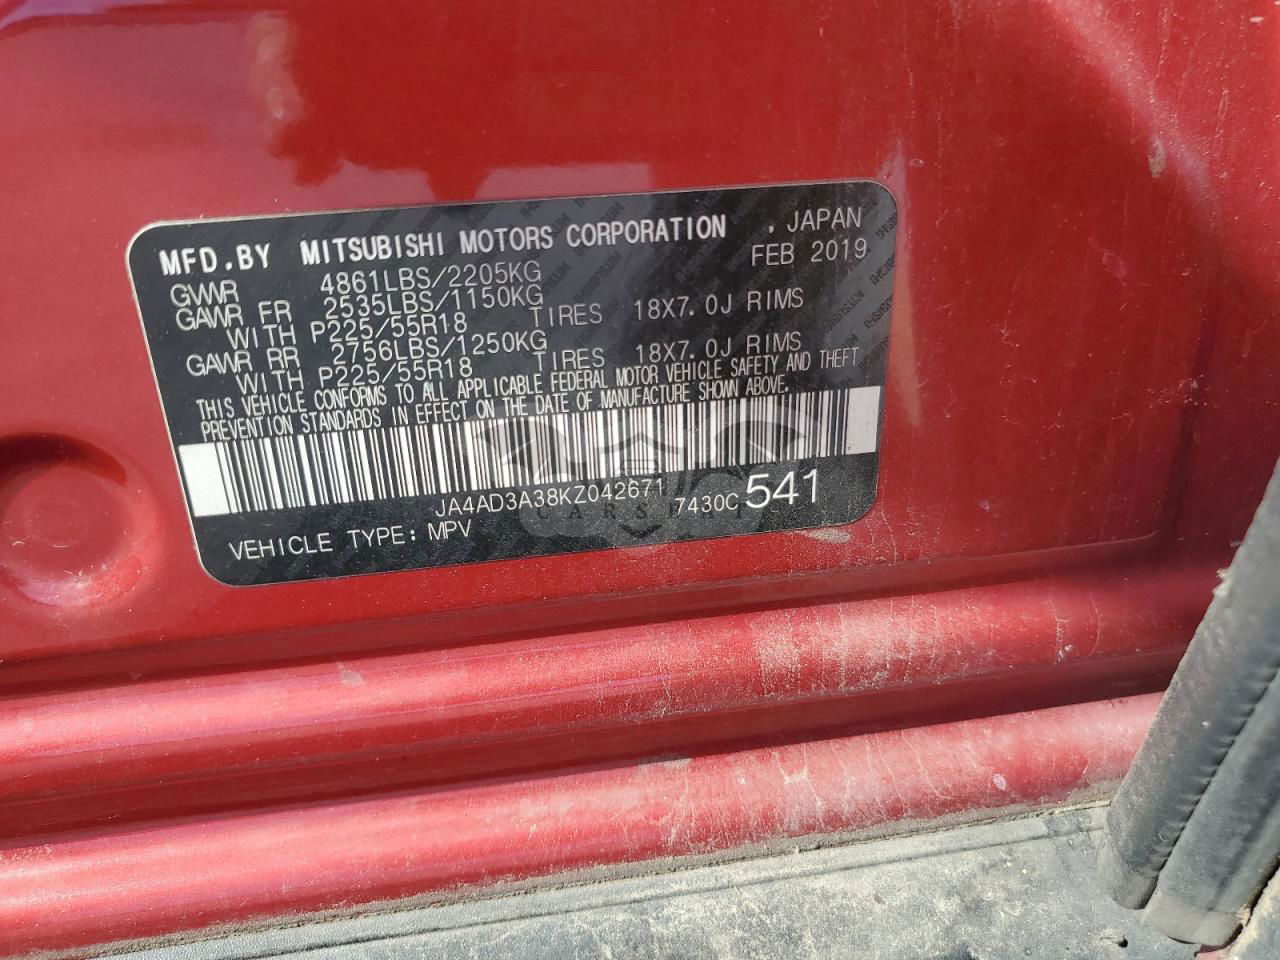 MFD.BY MITSUBISHI MOTORS CORPORATION , JAPAN
FEB 2019
GVWR 4861LBS/2205KG
GAWR FR 2535LBS/1150KG
WITH P225/55R18 TIRES 18X7.0J RIMS
GAWR RR 2756LBS/1250KG
WITH P225/55R18 TIRES 18X7.0J RIMS
THIS VEHICLE CONFORMS TO ALL APPLICABLE FEDERAL MOTOR VEHICLE SAFETY AND THEFT
PREVENTION STANDARDS IN EFFECT ON THE DATE OF MANUFACTURE SHOWN ABOVE.
JA4AD3A38KZ042671 7430C 541
VEHICLE TYPE: MPV